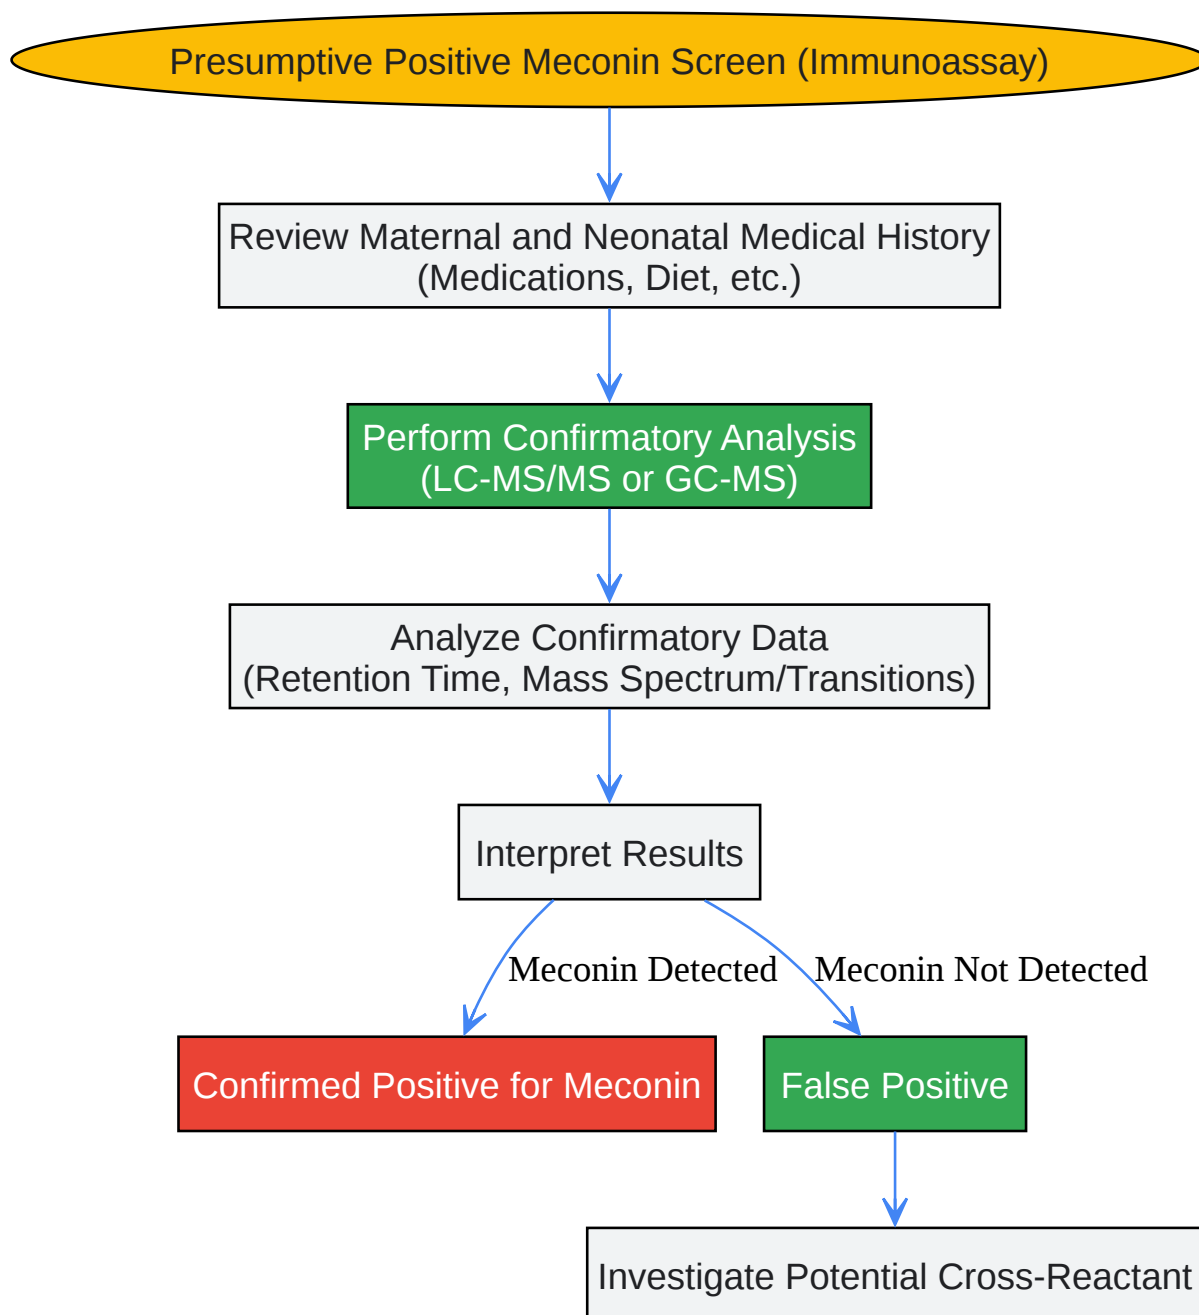 Presumptive Positive Meconin Screen (Immunoassay)
Review Maternal and Neonatal Medical History
(Medications, Diet, etc.)
Perform Confirmatory Analysis
(LC-MS/MS or GC-MS)
Analyze Confirmatory Data
(Retention Time, Mass Spectrum/Transitions)
Interpret Results
Meconin Detected
Meconin Not Detected
Confirmed Positive for Meconin
False Positive
Investigate Potential Cross-Reactant